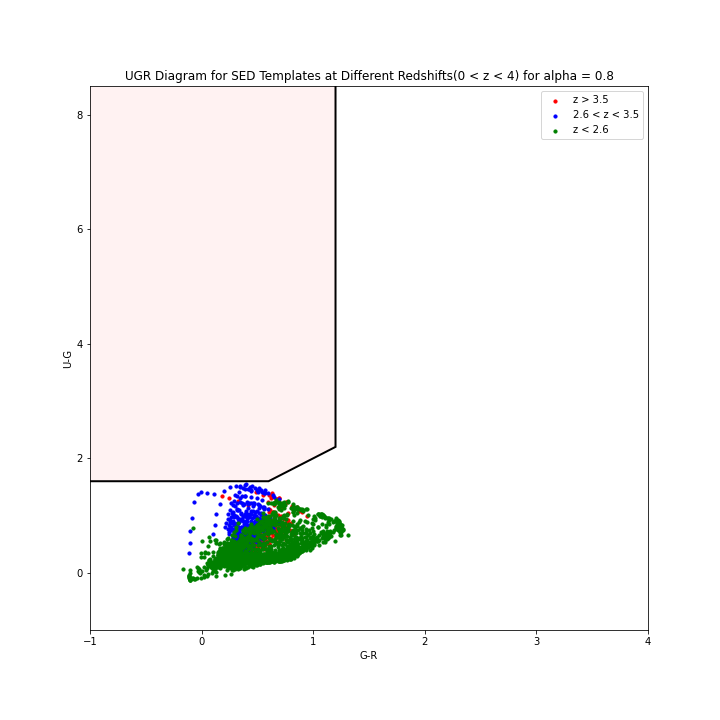 UGR Diagram for SED Templates at Different Redshifts(0 < z < 4) for alpha = 0.8
z > 3.5
2.6 < z < 3.5
z < 2.6
8
6
4
2
0
U-G
−1
0
1
2
3
4
G-R